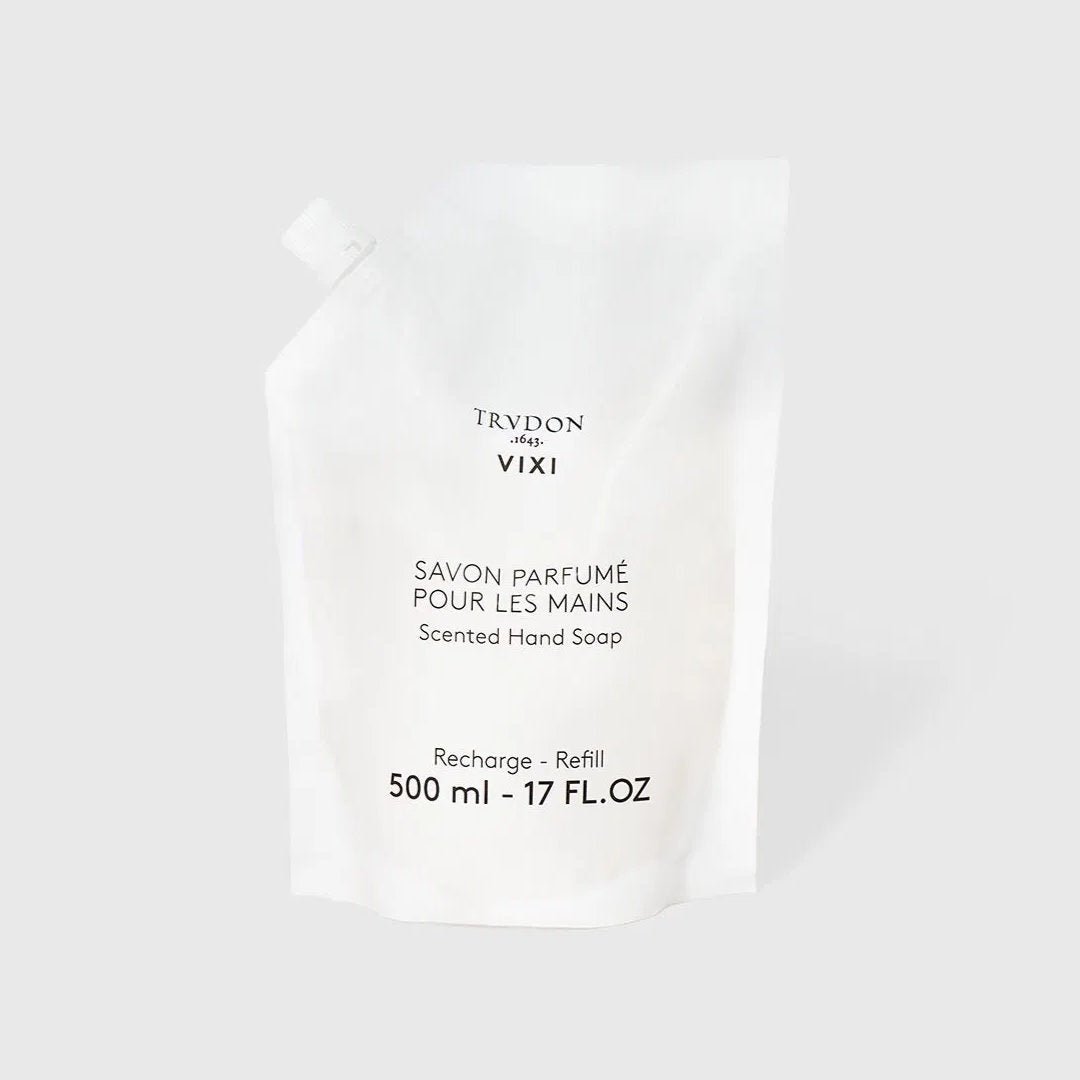 TRVDON
.1643.
VIXI
SAVON PARFUMÉ
POUR LES MAINS
Scented Hand Soap
Recharge - Refill
500 ml - 17 FL.OZ